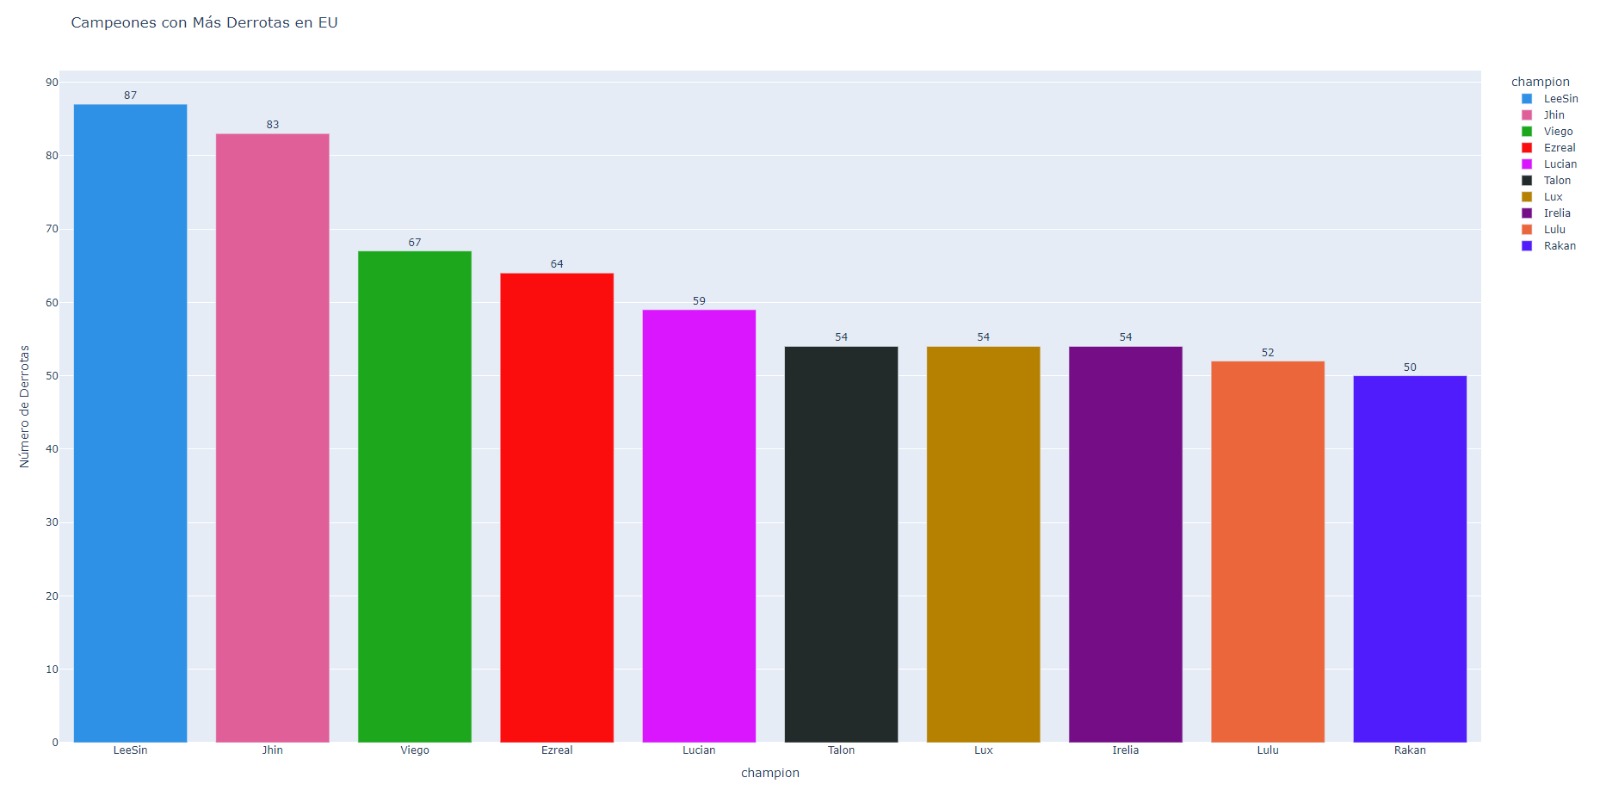 Campeones con Más Derrotas en EU
Número de Derrotas
90
80
70
60
50
40
30
20
10
0
87
83
67
64
59
54
54
54
52
50
LeeSin
Jhin
Viego
Ezreal
Lucian
Talon
Lux
Irelia
Lulu
Rakan
champion
champion
LeeSin
Jhin
Viego
Ezreal
Lucian
Talon
Lux
Irelia
Lulu
Rakan